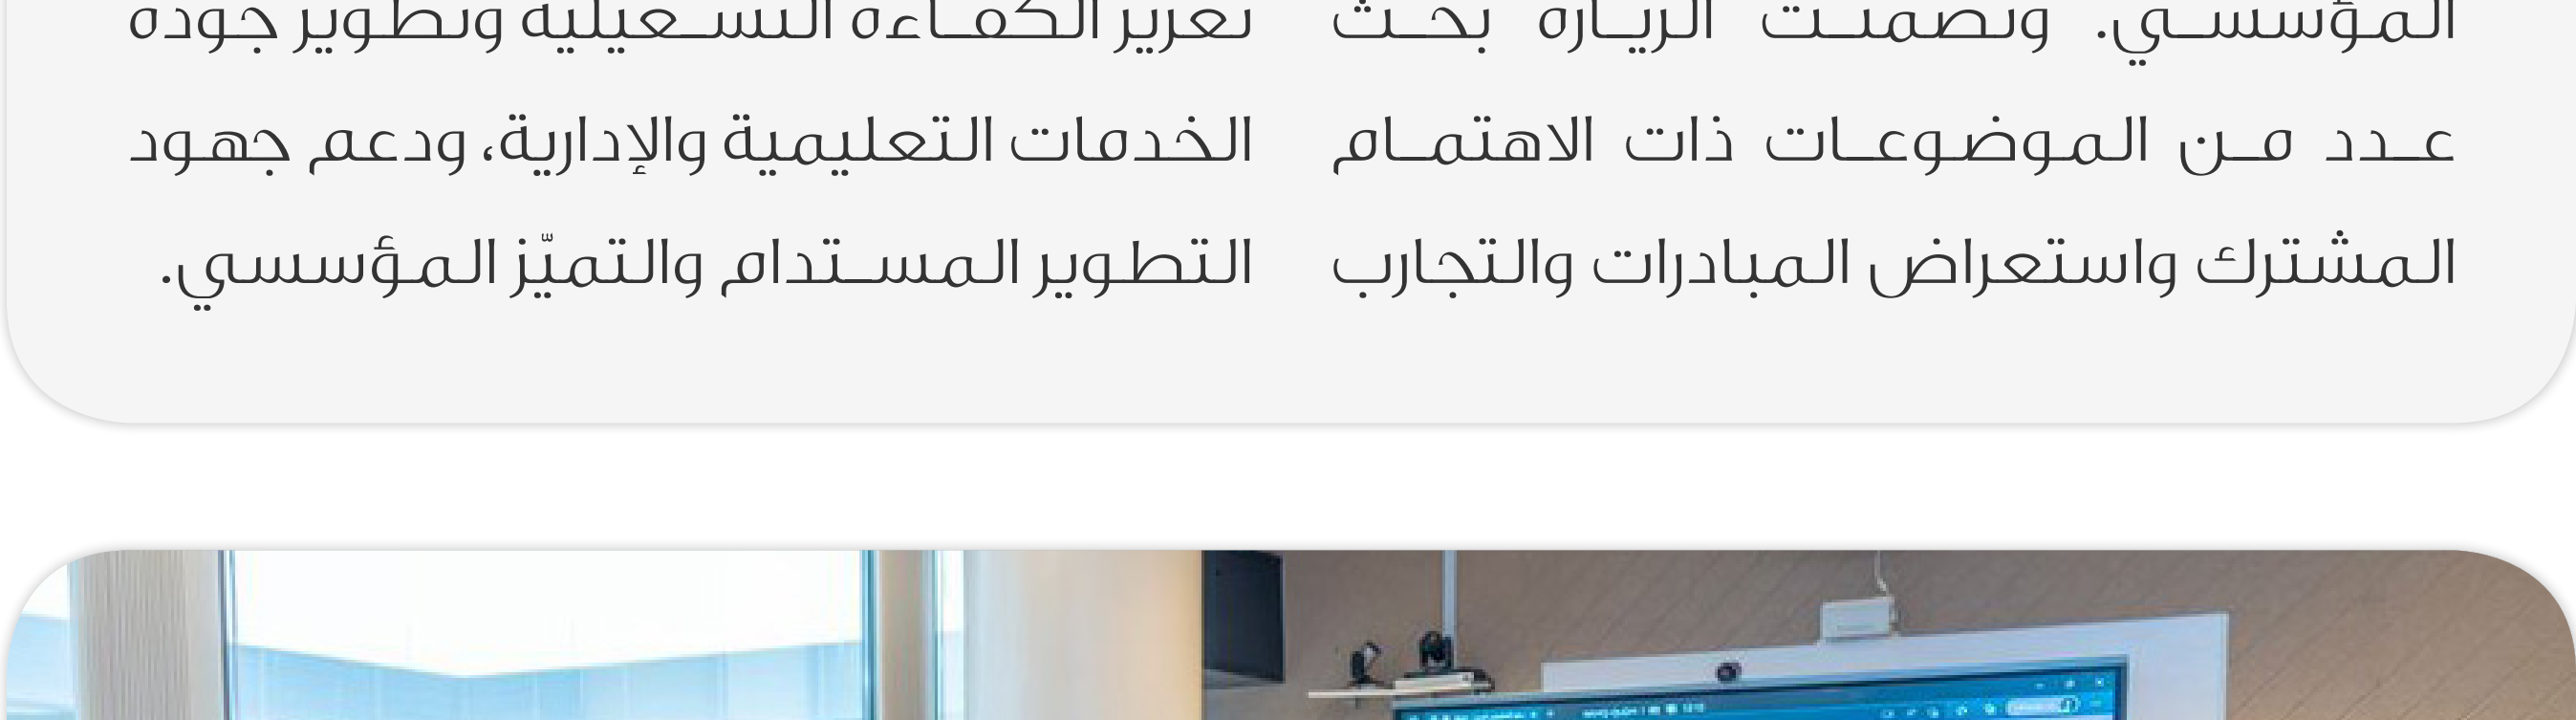 المؤسسي. وتضمنت الزيارة بحث
عدد من الموضوعات ذات الاهتمام
المشترك واستعراض المبادرات والتجارب
تعزيز الكفاءة التشغيلية وتطوير جودة
الخدمات التعليمية والإدارية، ودعم جهود
التطوير المستدام والتميّز المؤسسي.